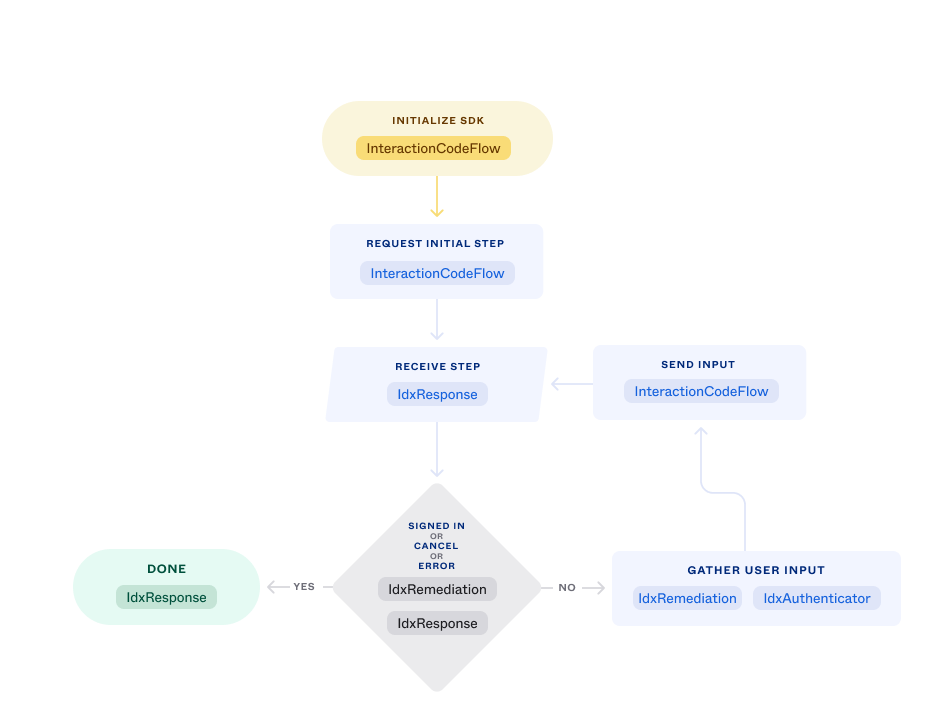 INITIALIZE SDK
InteractionCodeFlow
REQUEST INITIAL STEP
InteractionCodeFlow
RECEIVE STEP
IdxResponse
SEND INPUT
InteractionCodeFlow
SIGNED IN
OR
CANCEL
OR
ERROR
IdxRemediation
IdxResponse
YES
DONE
IdxResponse
NO
GATHER USER INPUT
IdxRemediation IdxAuthenticator